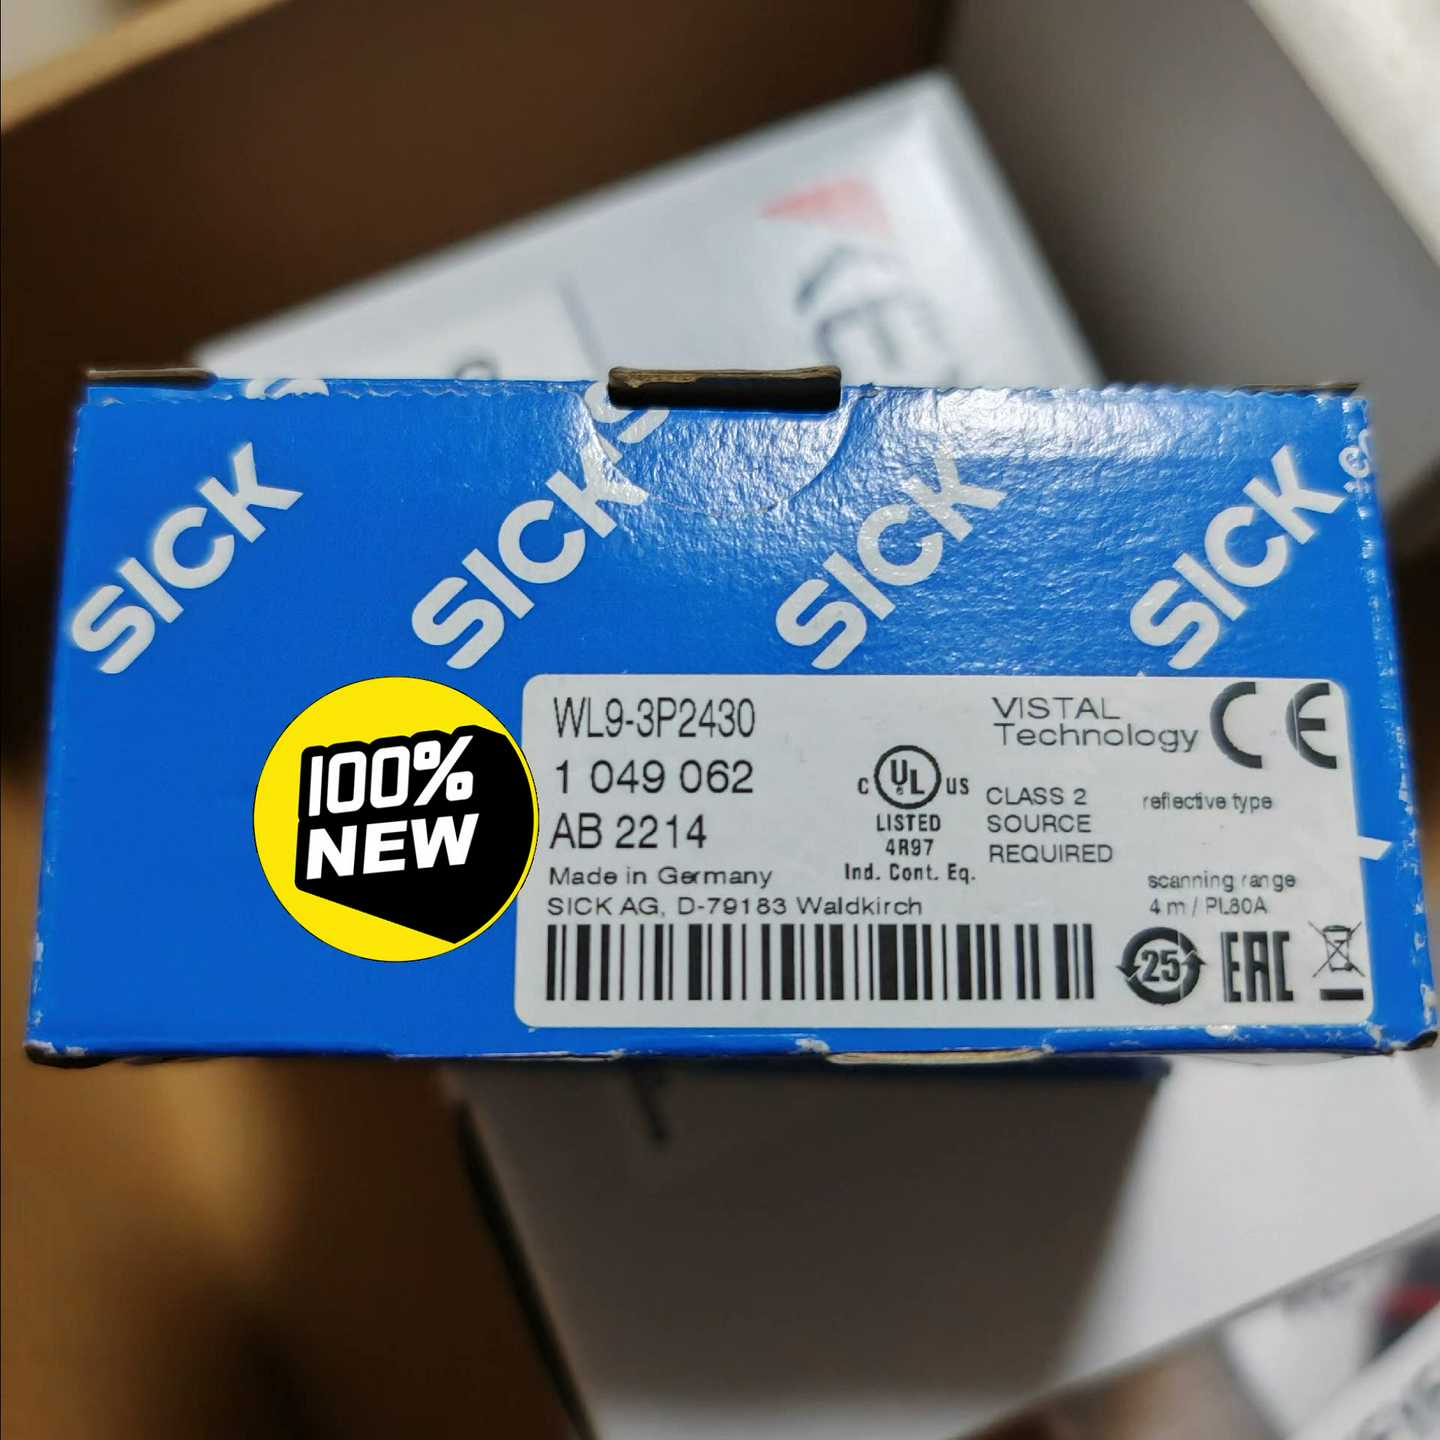 SICK
SICK
SICK
SICK
S
100%
NEW
WL9-3P2430
1 049 062
AB 2214
Made in Germany
SICK AG, D-79183 Waldkirch
C UL US
LISTED
4R97
Ind. Cont. Eq.
VISTAL
Technology
CE
CLASS 2
SOURCE
REQUIRED
reflective type
scanning range
4 m / PL80A
25
EAC